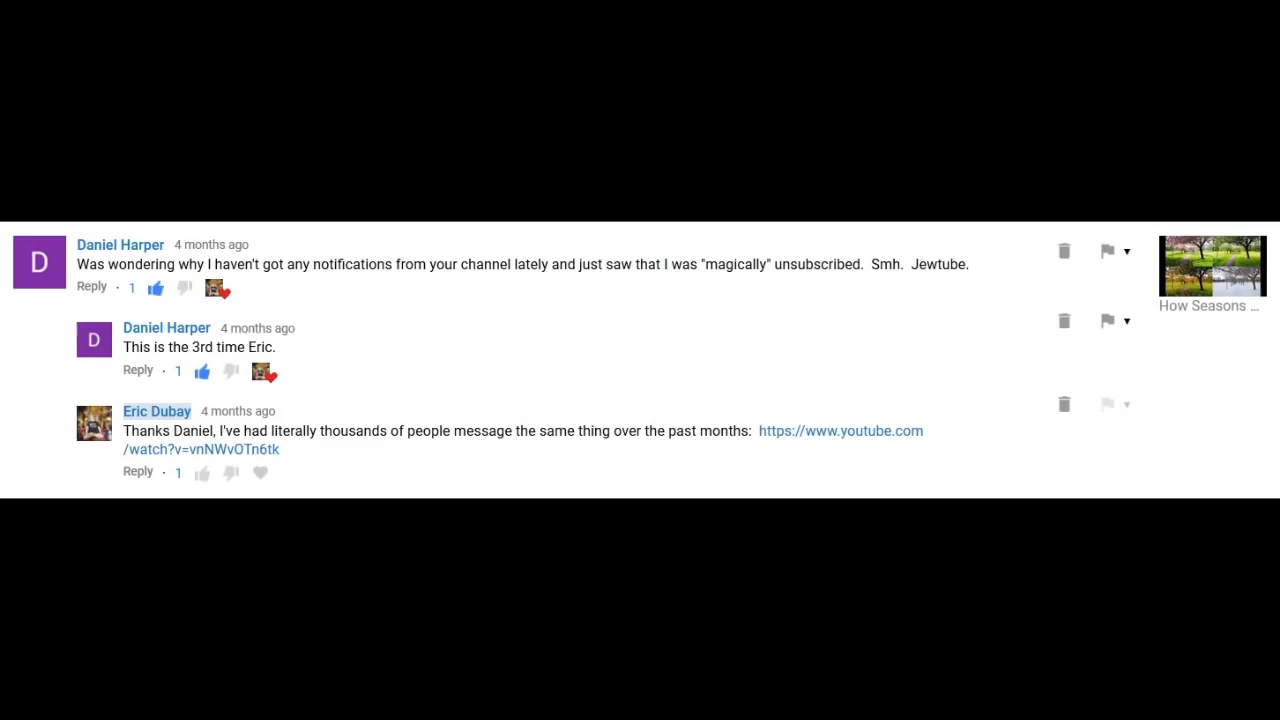 D
Daniel Harper 4 months ago
Was wondering why I haven't got any notifications from your channel lately and just saw that I was "magically" unsubscribed. Smh. Jewtube.
Reply · 1
How Seasons ...
D
Daniel Harper 4 months ago
This is the 3rd time Eric.
Reply · 1
Eric Dubay 4 months ago
Thanks Daniel, I've had literally thousands of people message the same thing over the past months: https://www.youtube.com
/watch?v=vnNWvOTn6tk
Reply · 1